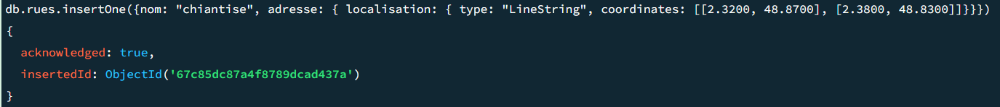 db.rues.insertOne({nom: "chiantise", adresse: { localisation: { type: "LineString", coordinates: [[2.3200, 48.8700], [2.3800, 48.8300]]}}})
{
  acknowledged: true,
  insertedId: ObjectId('67c85dc87a4f8789dcad437a')
}